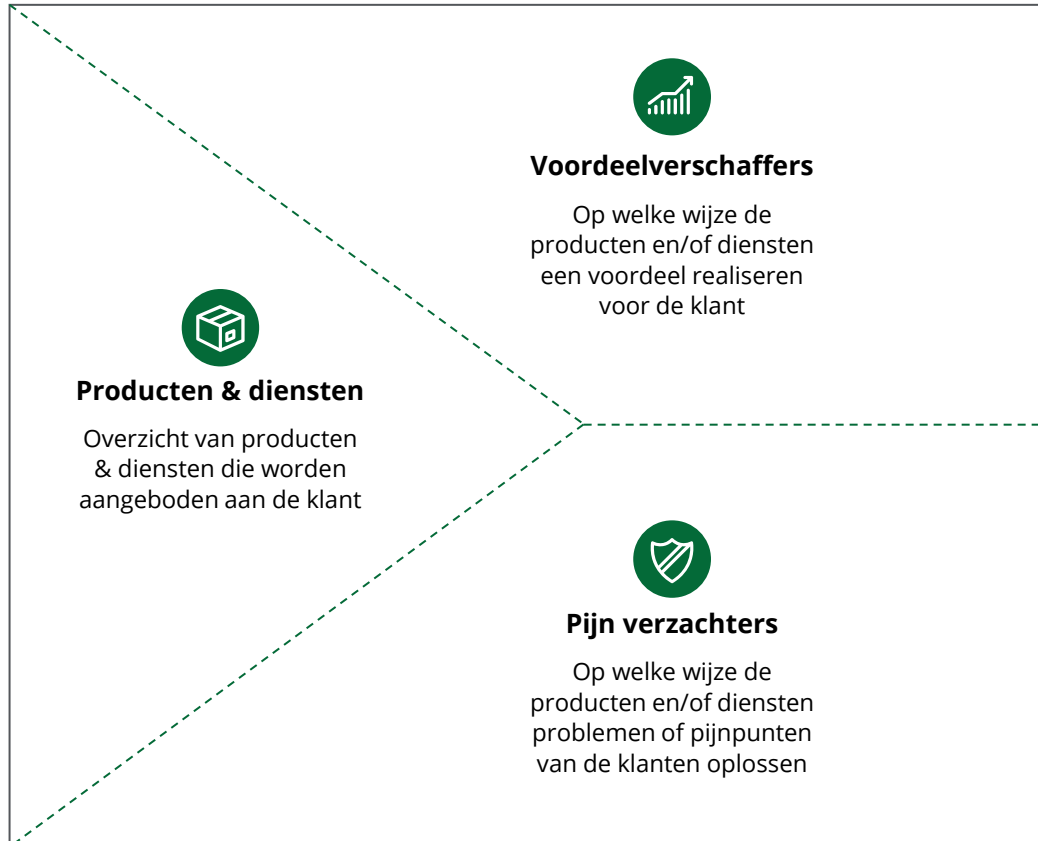 Voordeelverschaffers
Op welke wijze de
producten en/of diensten
een voordeel realiseren
voor de klant
Producten & diensten
Overzicht van producten
& diensten die worden
aangeboden aan de klant
Pijn verzachters
Op welke wijze de
producten en/of diensten
problemen of pijnpunten
van de klanten oplossen